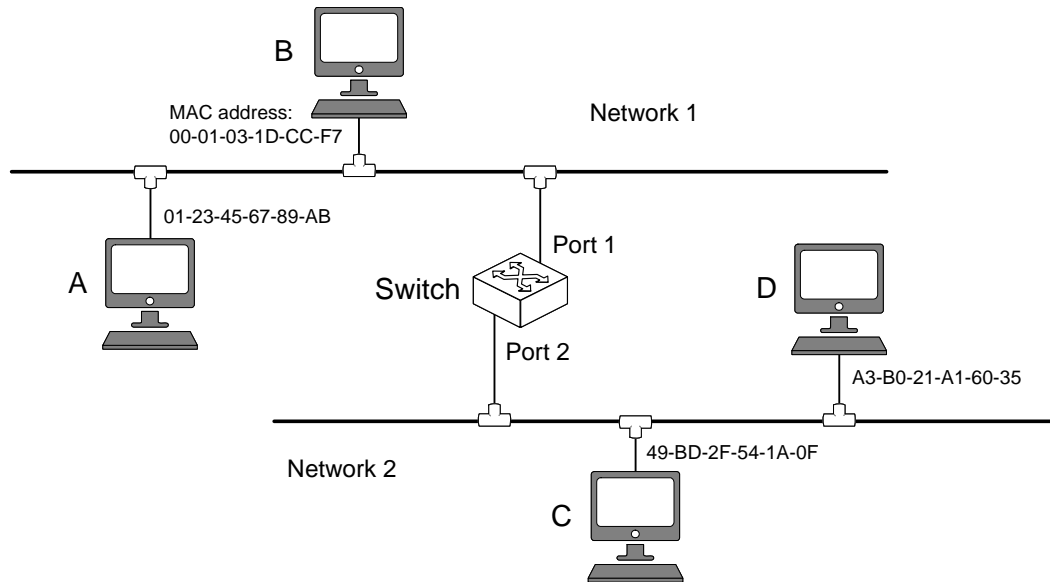 B
MAC address:
00-01-03-1D-CC-F7
Network 1
01-23-45-67-89-AB
A
Port 1
Switch
D
Port 2
A3-B0-21-A1-60-35
Network 2
49-BD-2F-54-1A-0F
C